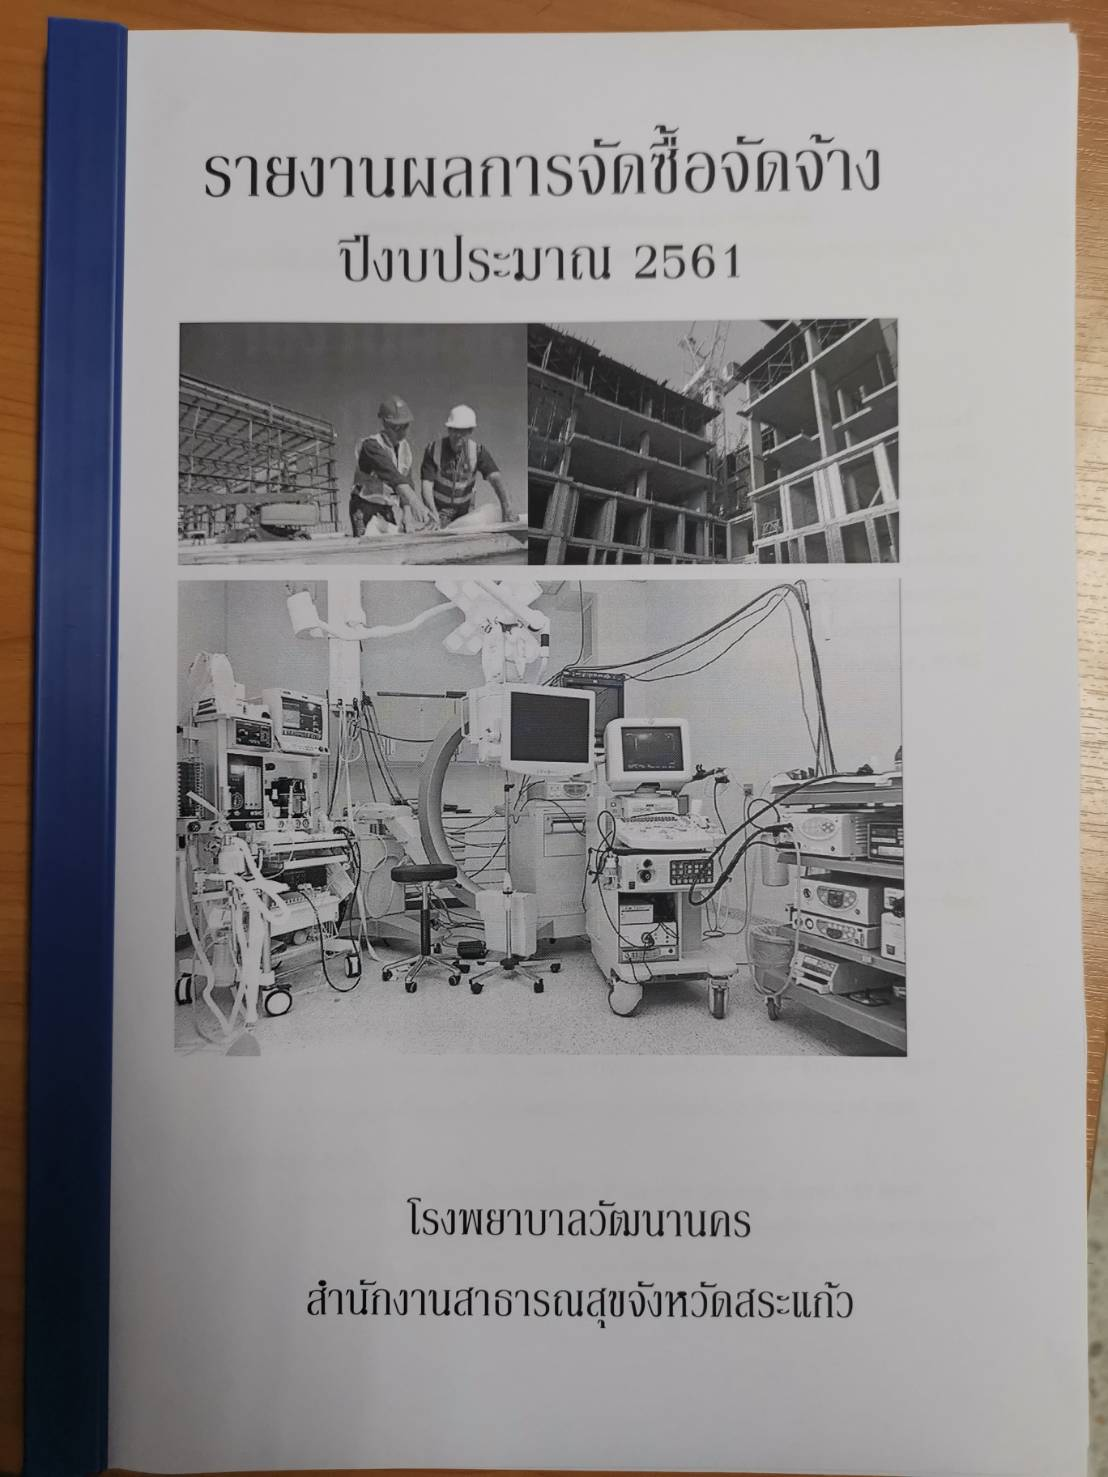 รายงานผลการจัดซื้อจัดจ้าง
ปีงบประมาณ 2561
โรงพยาบาลวัฒนานคร
สำนักงานสาธารณสุขจังหวัดสระแก้ว